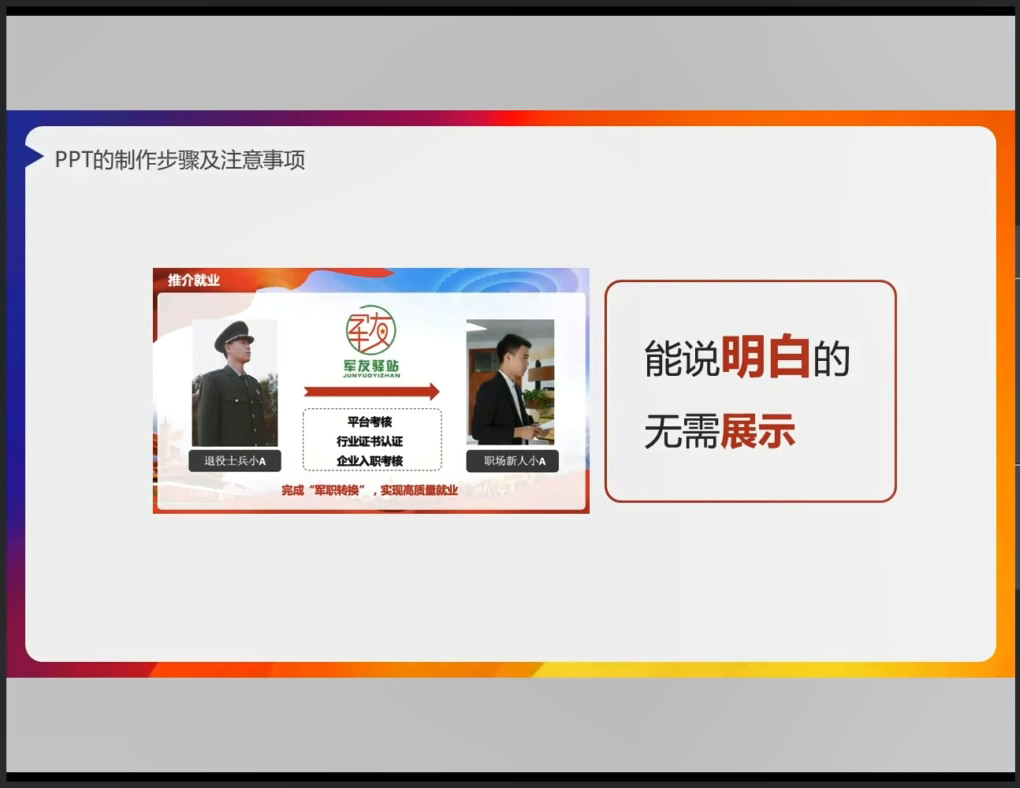 PPT的制作步骤及注意事项
推介就业
军友
军友驿站
JUNYOUYIZHAN
平台考核
行业证书认证
企业入职考核
退役士兵小A
职场新人小A
完成“军职转换”，实现高质量就业
能说明白的
无需展示